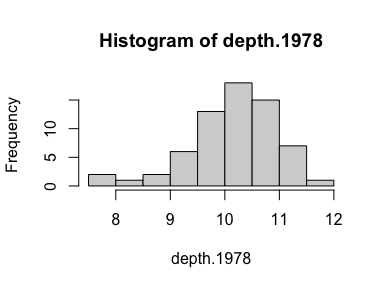 Histogram of depth.1978
Frequency
10
5
0
8 9 10 11 12
depth.1978